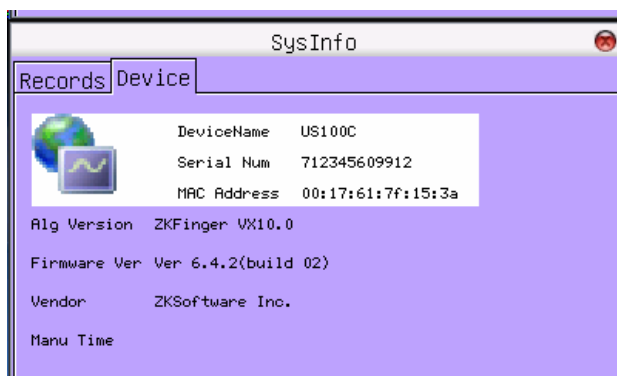 SysInfo
Records Device
DeviceName US100C
Serial Num 712345609912
MAC Address 00:17:61:7f:15:3a
Alg Version ZKFinger VX10.0
Firmware Ver Ver 6.4.2(build 02)
Vendor ZKSoftware Inc.
Manu Time